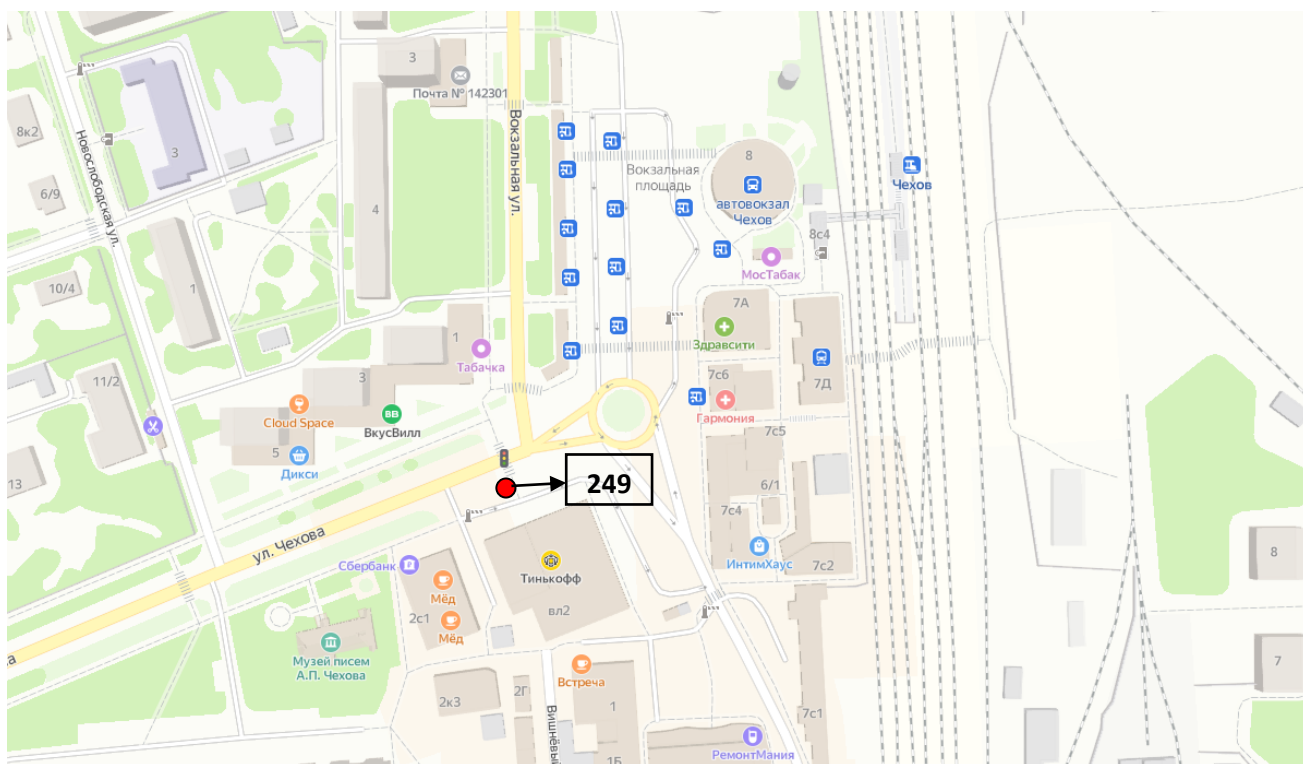 3
Почта № 142301
8к2
Новослободская ул.
3
6/9
Вокзальная ул.
Вокзальная
площадь
8
автовокзал
Чехов
Чехов
4
8с4
МосТабак
10/4
1
7А
Здравсити
1
Табачка
7Д
11/2
3
7с6
Cloud Space
ВВ
ВкусВилл
Гармония
5
Дикси
7с5
13
249
6/1
7с4
ул. Чехова
Сбербанк
Тинькофф
ИнтимХаус
7с2
8
Мёд
2с1
Мёд
вл2
Музей писем
А.П. Чехова
Встреча
7
2к3
2Г
Вишнёвый
1
7с1
РемонтМания
1Б